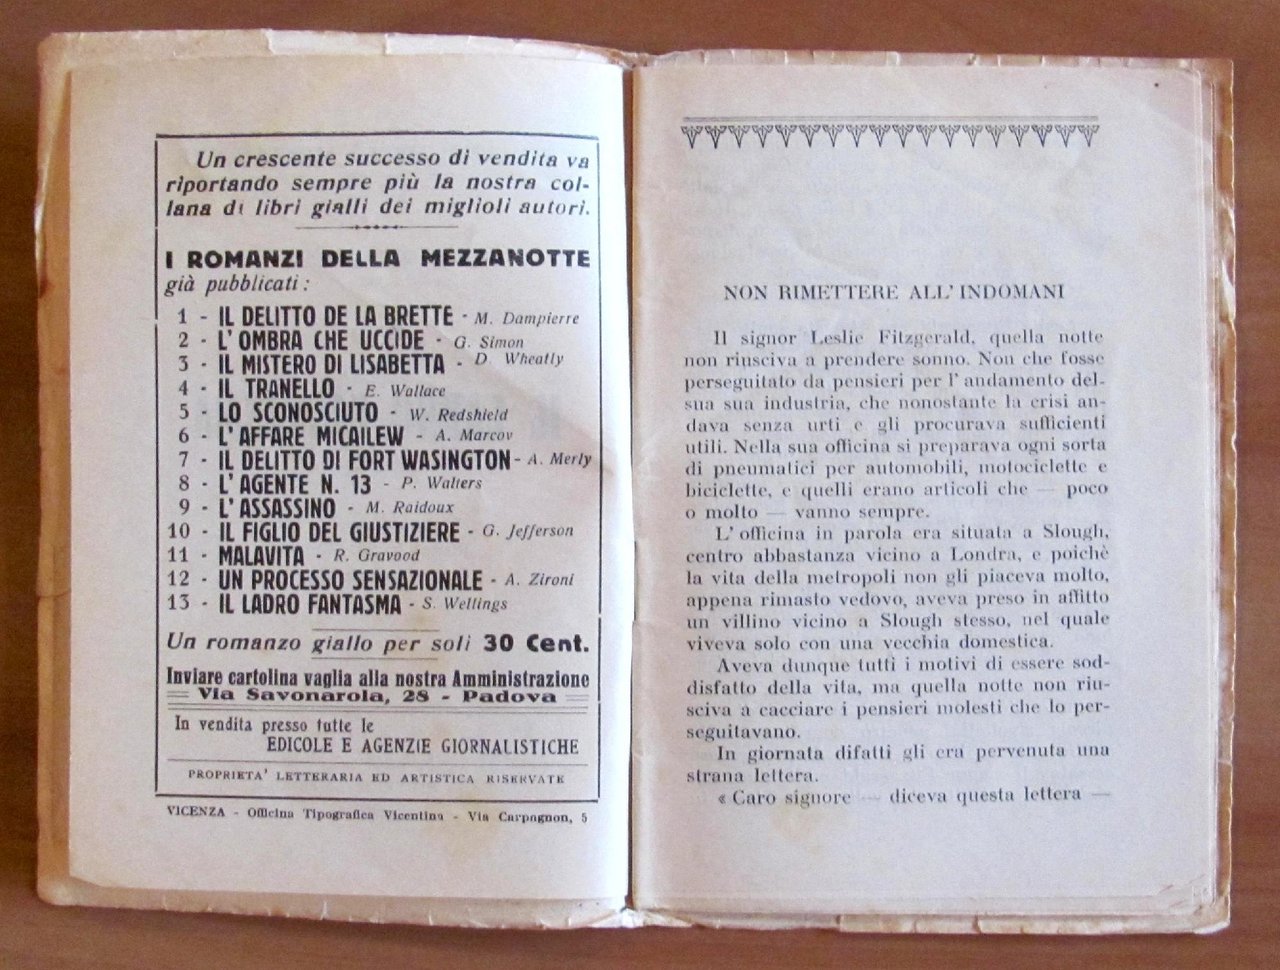 Un crescente successo di vendita va
riportando sempre più la nostra col-
lana di libri gialli dei miglioli autori.
I ROMANZI DELLA MEZZANOTTE
già pubblicati :
1 - IL DELITTO DE LA BRETTE - M. Dampierre
2 - L'OMBRA CHE UCCIDE - G. Simon
3 - IL MISTERO DI LISABETTA - D. Wheatly
4 - IL TRANELLO - E. Wallace
5 - LO SCONOSCIUTO - W. Redshield
6 - L'AFFARE MICAILEW - A. Marcov
7 - IL DELITTO DI FORT WASINGTON - A. Merly
8 - L'AGENTE N. 13 - P. Walters
9 - L'ASSASSINO - M. Raidoux
10 - IL FIGLIO DEL GIUSTIZIERE - G. Jefferson
11 - MALAVITA - R. Gravood
12 - UN PROCESSO SENSAZIONALE - A. Zironi
13 - IL LADRO FANTASMA - S. Wellings
Un romanzo giallo per soli 30 Cent.
Inviare cartolina vaglia alla nostra Amministrazione
Via Savonarola, 28 - Padova
In vendita presso tutte le
EDICOLE E AGENZIE GIORNALISTICHE
PROPRIETA' LETTERARIA ED ARTISTICA RISERVATE
VICENZA - Officina Tipografica Vicentina - Via Carpagnon, 5
NON RIMETTERE ALL'INDOMANI
Il signor Leslie Fitzgerald, quella notte
non riusciva a prendere sonno. Non che fosse
perseguitato da pensieri per l'andamento del-
sua sua industria, che nonostante la crisi an-
dava senza urti e gli procurava sufficienti
utili. Nella sua officina si preparava ogni sorta
di pneumatici per automobili, motociclette e
biciclette, e quelli erano articoli che — poco
o molto — vanno sempre.
L'officina in parola era situata a Slough,
centro abbastanza vicino a Londra, e poichè
la vita della metropoli non gli piaceva molto,
appena rimasto vedovo, aveva preso in affitto
un villino vicino a Slough stesso, nel quale
viveva solo con una vecchia domestica.
Aveva dunque tutti i motivi di essere sod-
disfatto della vita, ma quella notte non riu-
sciva a cacciare i pensieri molesti che lo per-
seguitavano.
In giornata difatti gli era pervenuta una
strana lettera.
« Caro signore — diceva questa lettera —